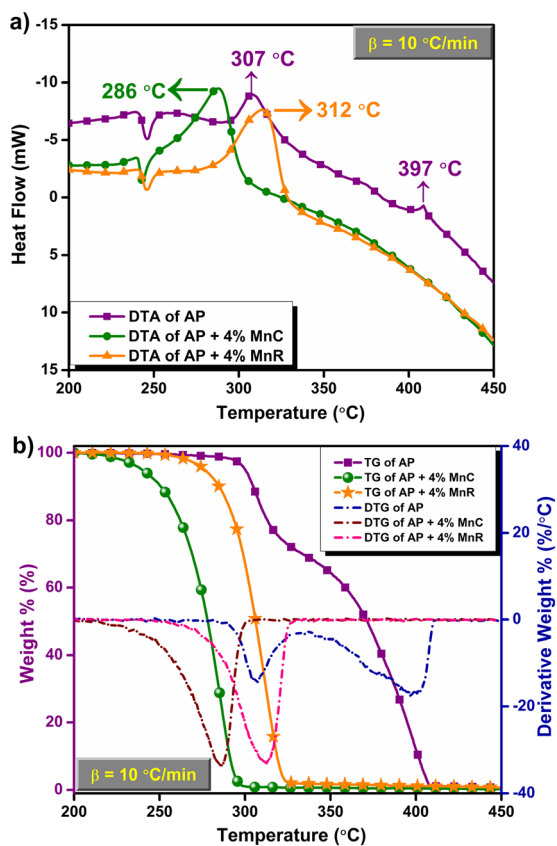 a)
β = 10 °C/min
307 °C
286 °C
312 °C
397 °C
Heat Flow (mW)
-15
-10
-5
0
5
10
15
DTA of AP
DTA of AP + 4% MnC
DTA of AP + 4% MnR
200 250 300 350 400 450
Temperature (°C)
b)
Weight % (%)
100
80
60
40
20
0
TG of AP
TG of AP + 4% MnC
TG of AP + 4% MnR
DTG of AP
DTG of AP + 4% MnC
DTG of AP + 4% MnR
40
20
0
-20
-40
Derivative Weight % (%/°C)
β = 10 °C/min
200 250 300 350 400 450
Temperature (°C)